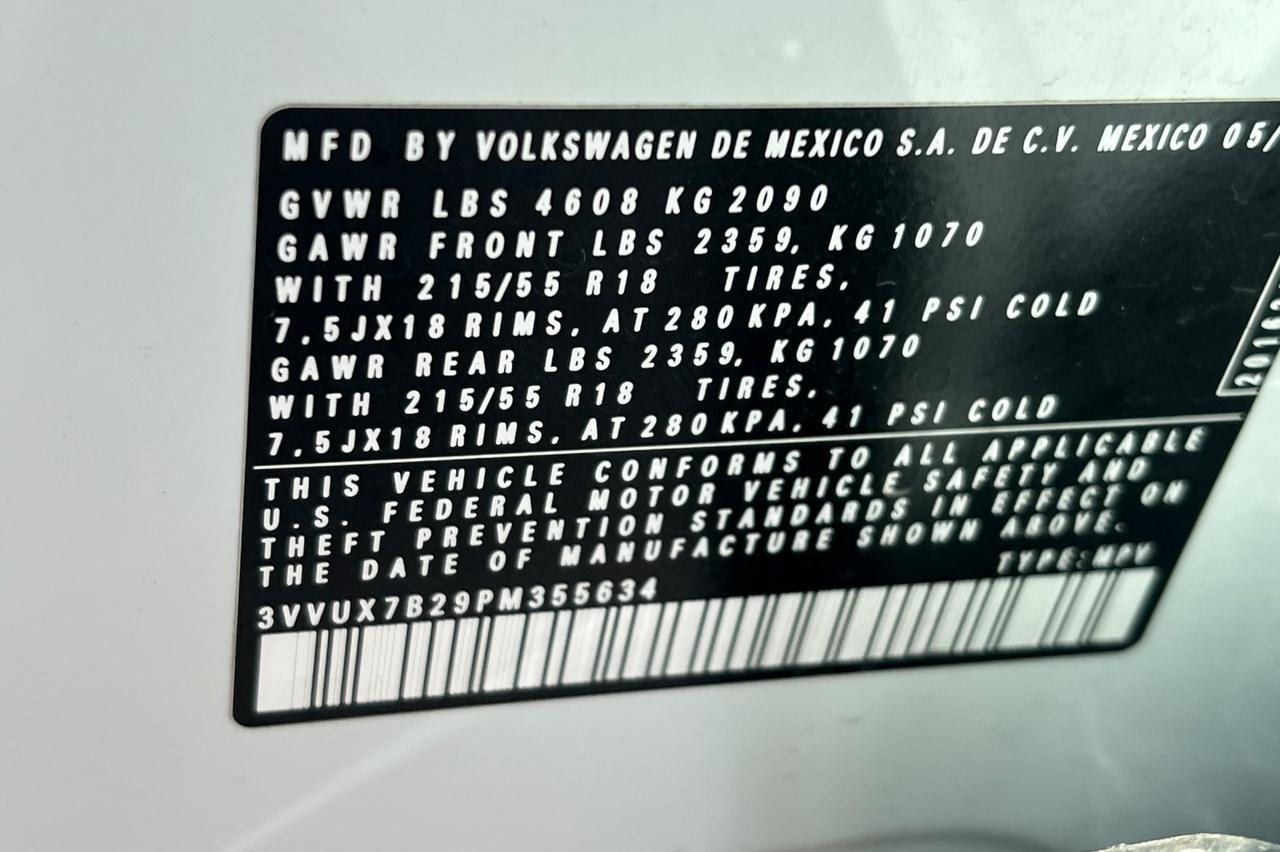 MFD BY VOLKSWAGEN DE MEXICO S.A. DE C.V. MEXICO 05/
GVWR LBS 4608 KG 2090
GAWR FRONT LBS 2359, KG 1070
WITH 215/55 R18 TIRES,
7.5JX18 RIMS, AT 280 KPA, 41 PSI COLD
GAWR REAR LBS 2359, KG 1070
WITH 215/55 R18 TIRES,
7.5JX18 RIMS, AT 280 KPA, 41 PSI COLD
THIS VEHICLE CONFORMS TO ALL APPLICABLE
U.S. FEDERAL MOTOR VEHICLE SAFETY AND
THEFT PREVENTION STANDARDS IN EFFECT ON
THE DATE OF MANUFACTURE SHOWN ABOVE.
TYPE:MPV
3VVUX7B29PM355634